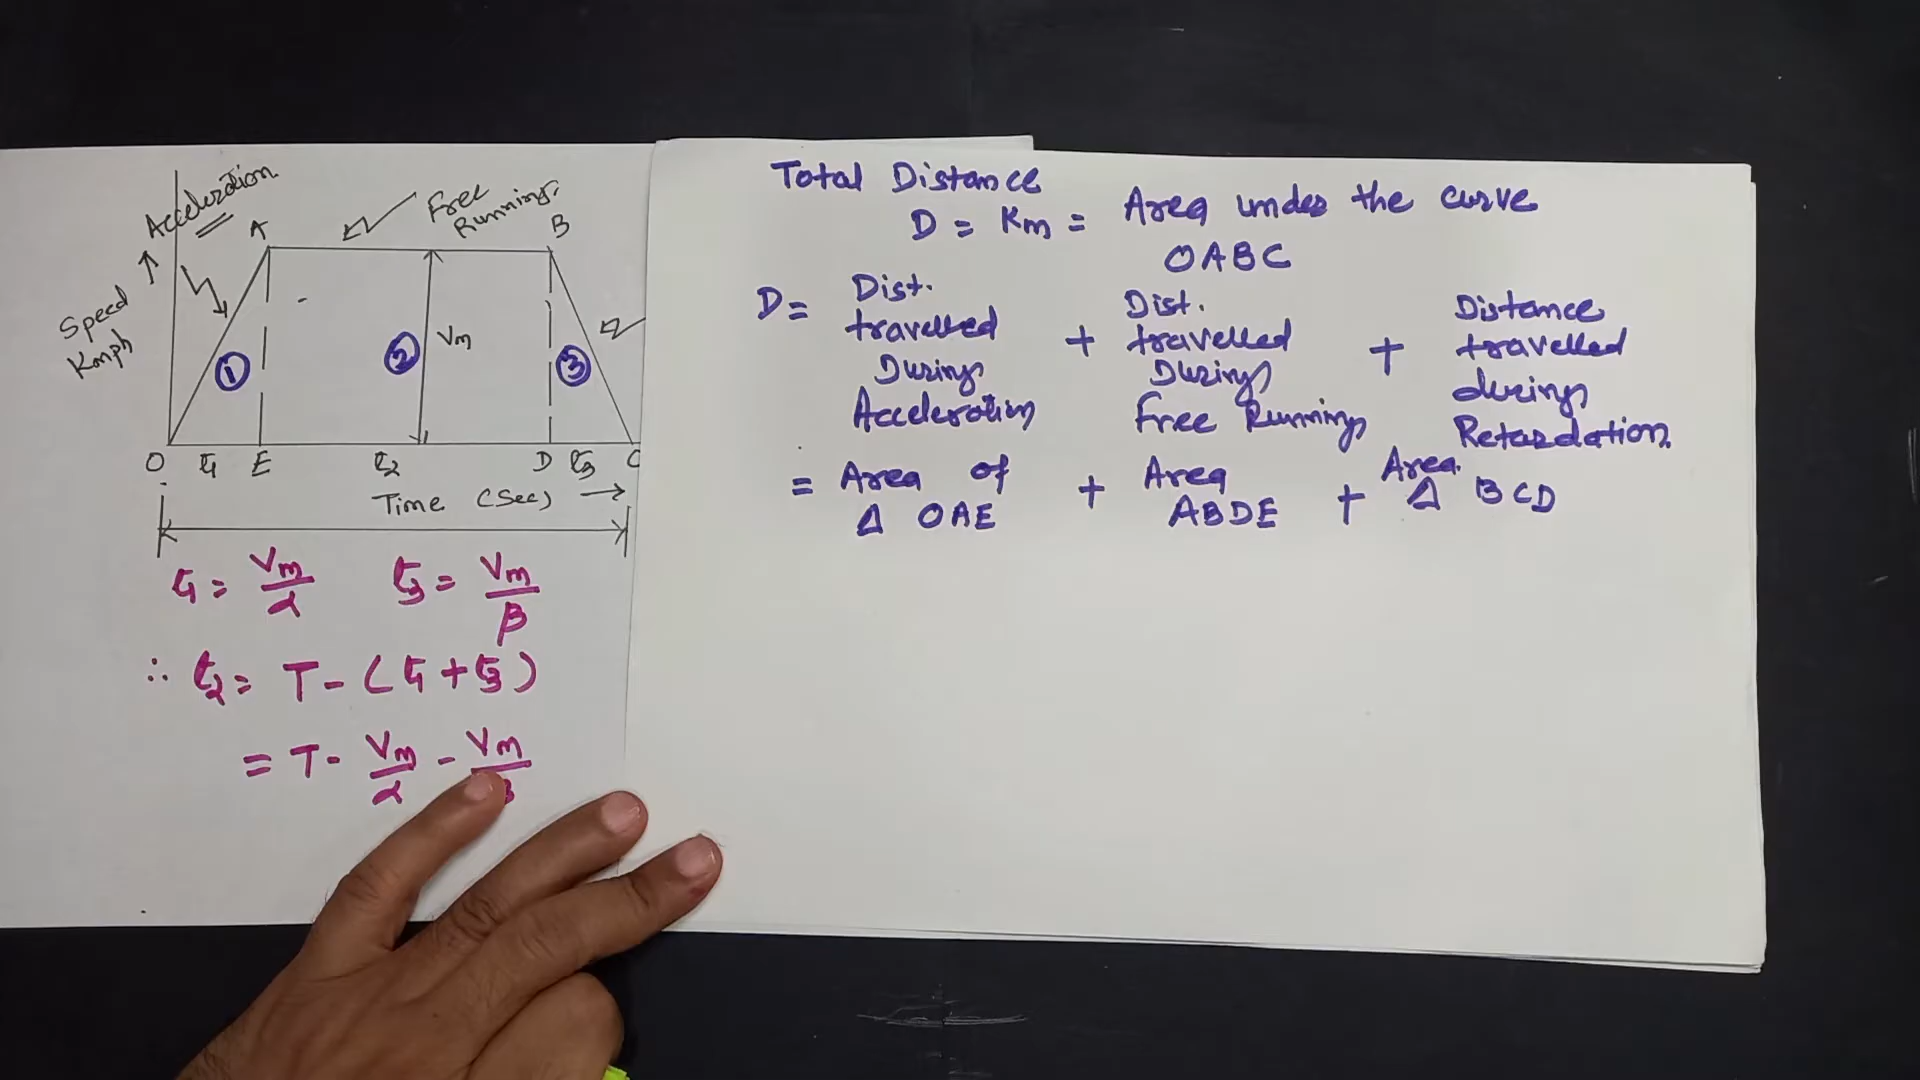 Acceleration
Free
Running.
A
B
Speed
Kmph
1
2
Vm
3
O t1 E t2 D t3 C
Time (Sec) →
t1 = Vm/α t3 = Vm/β
∴ t2 = T - (t1 + t3)
= T - Vm/α - Vm/β
Total Distance
D = Km = Area under the curve
OABC
D = Dist. travelled During Acceleration + Dist. travelled During Free Running + Distance travelled during Retardation.
= Area of Δ OAE + Area ABDE + Area. Δ BCD